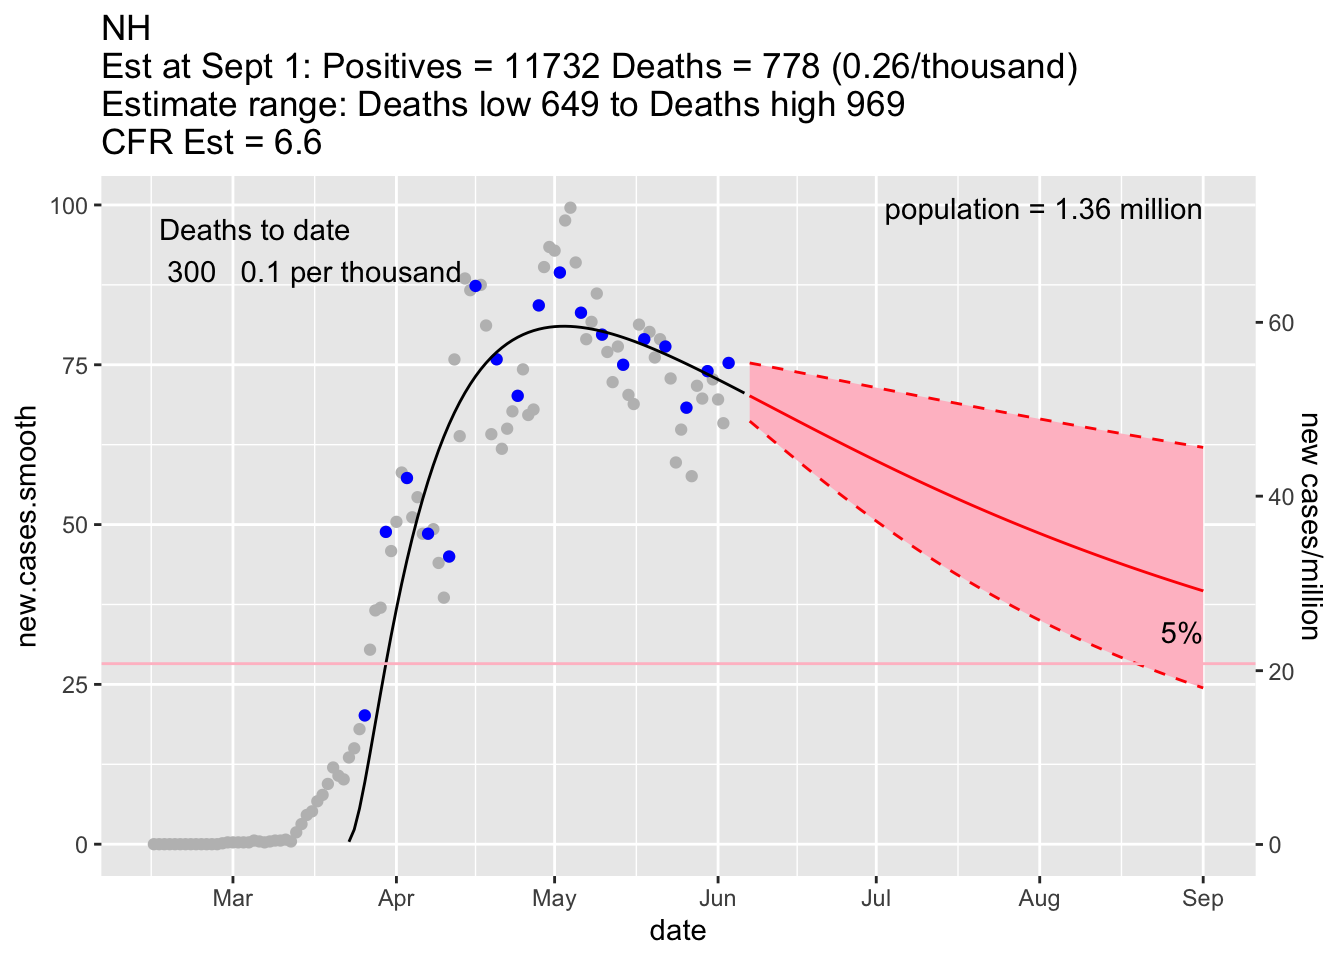 NH
Est at Sept 1: Positives = 11732 Deaths = 778 (0.26/thousand)
Estimate range: Deaths low 649 to Deaths high 969
CFR Est = 6.6
Deaths to date
300 0.1 per thousand
population = 1.36 million
5%
new.cases.smooth
100
75
50
25
0
new cases/million
60
40
20
0
Mar Apr May Jun Jul Aug Sep
date